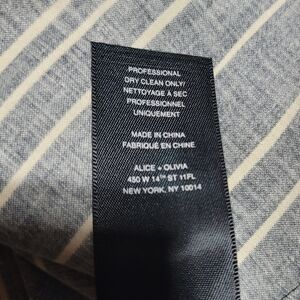 PROFESSIONAL
DRY CLEAN ONLY/
NETTOYAGE À SEC
PROFESSIONNEL
UNIQUEMENT
MADE IN CHINA
FABRIQUÉ EN CHINE
ALICE + OLIVIA
450 W 14TH ST 11FL
NEW YORK, NY 10014